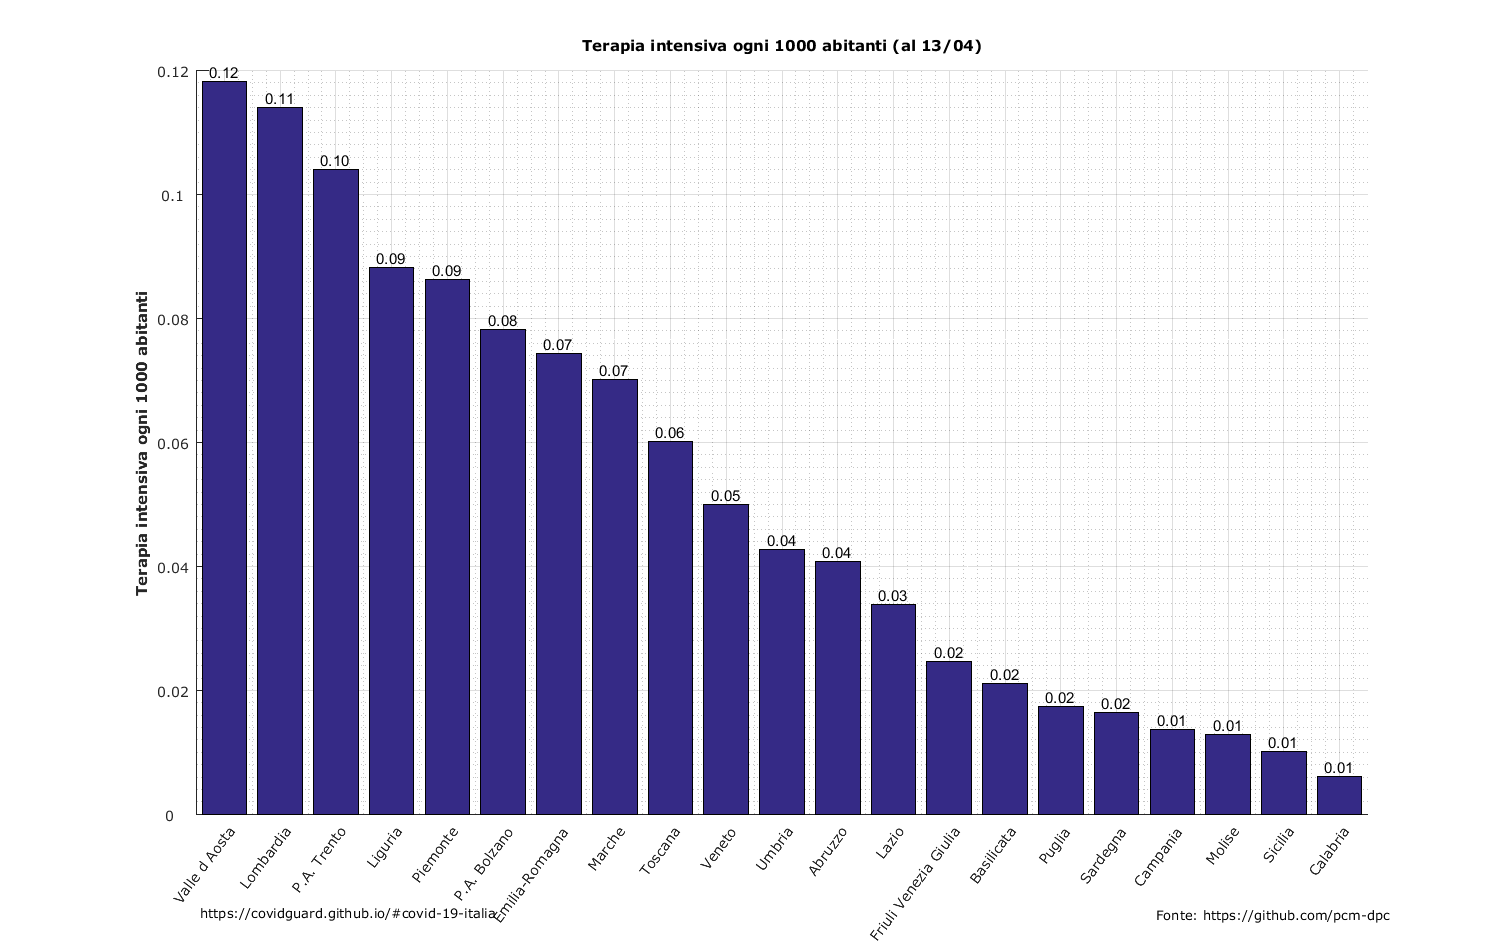 Terapia intensiva ogni 1000 abitanti (al 13/04)
Terapia intensiva ogni 1000 abitanti
0.12
0.1
0.08
0.06
0.04
0.02
0
0.12
0.11
0.10
0.09
0.09
0.08
0.07
0.07
0.06
0.05
0.04
0.04
0.03
0.02
0.02
0.02
0.02
0.01
0.01
0.01
0.01
Valle d Aosta
Lombardia
P.A. Trento
Liguria
Piemonte
P.A. Bolzano
Emilia-Romagna
Marche
Toscana
Veneto
Umbria
Abruzzo
Lazio
Friuli Venezia Giulia
Basilicata
Puglia
Sardegna
Campania
Molise
Sicilia
Calabria
https://covidguard.github.io/#covid-19-italia
Fonte: https://github.com/pcm-dpc